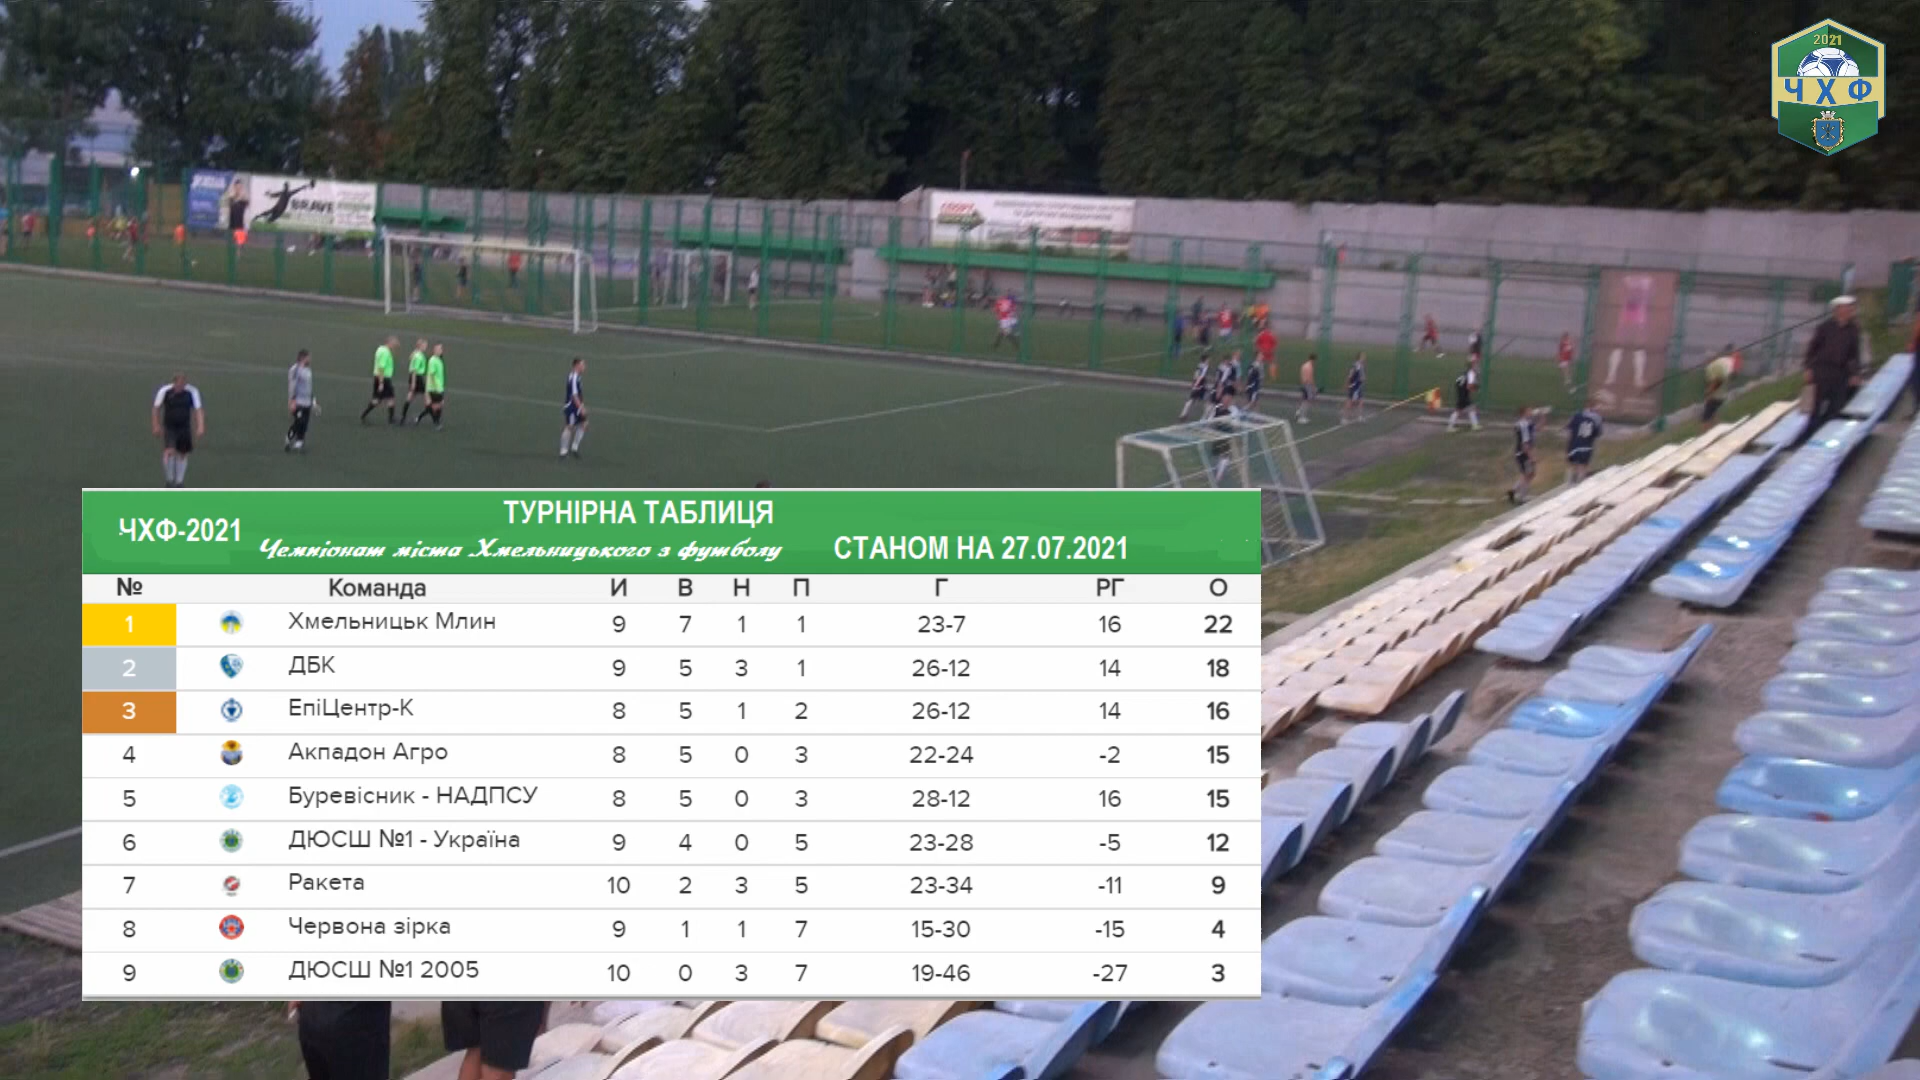 2021
ЧХФ
BRAVE
СПОРТ
ТУРНІРНА ТАБЛИЦЯ
ЧХФ-2021
Чемпіонат міста Хмельницького з футболу
СТАНОМ НА 27.07.2021
№ Команда И В Н П Г РГ О
1 Хмельницьк Млин 9 7 1 1 23-7 16 22
2 ДБК 9 5 3 1 26-12 14 18
3 ЕпіЦентр-К 8 5 1 2 26-12 14 16
4 Акпадон Агро 8 5 0 3 22-24 -2 15
5 Буревісник - НАДПСУ 8 5 0 3 28-12 16 15
6 ДЮСШ №1 - Україна 9 4 0 5 23-28 -5 12
7 Ракета 10 2 3 5 23-34 -11 9
8 Червона зірка 9 1 1 7 15-30 -15 4
9 ДЮСШ №1 2005 10 0 3 7 19-46 -27 3